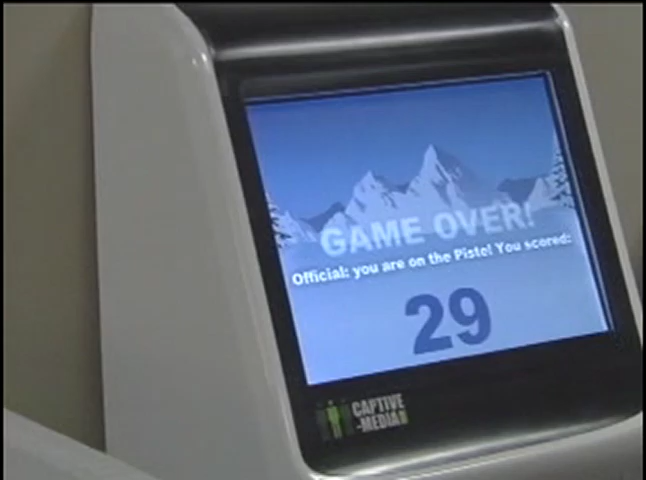 GAME OVER!
Official: you are on the Piste! You scored:
29
CAPTIVE
-MEDIA